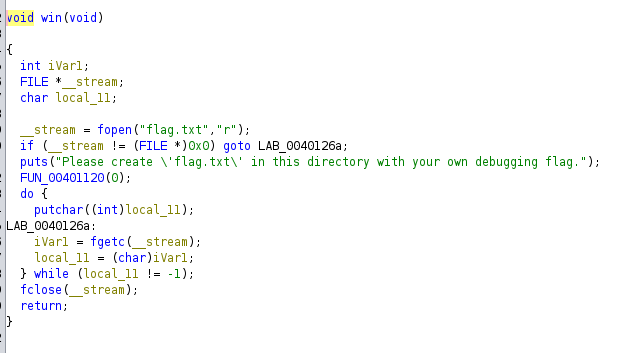 void win(void)
{
int iVar1;
FILE *__stream;
char local_11;
__stream = fopen("flag.txt","r");
if (__stream != (FILE *)0x0) goto LAB_0040126a;
puts("Please create \'flag.txt\' in this directory with your own debugging flag.");
FUN_00401120(0);
do {
putchar((int)local_11);
LAB_0040126a:
iVar1 = fgetc(__stream);
local_11 = (char)iVar1;
} while (local_11 != -1);
fclose(__stream);
return;
}